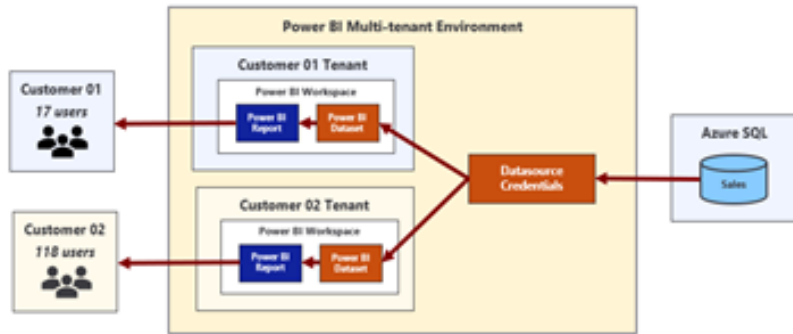 Power BI Multi-tenant Environment
Customer 01
17 users
Customer 01 Tenant
Power BI Workspace
Power BI
Report
Power BI
Dataset
Customer 02
118 users
Customer 02 Tenant
Power BI Workspace
Power BI
Report
Power BI
Dataset
Datasource
Credentials
Azure SQL
Sales